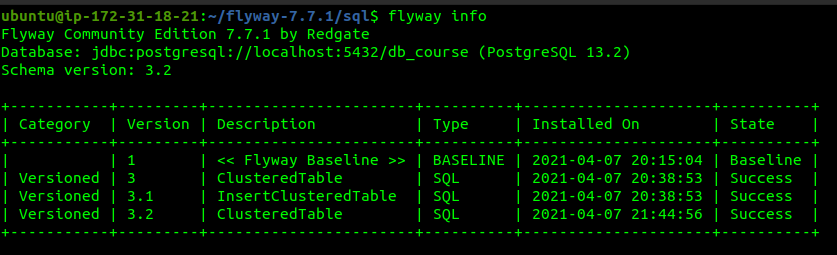 ubuntu@ip-172-31-18-21:~/flyway-7.7.1/sql$ flyway info
Flyway Community Edition 7.7.1 by Redgate
Database: jdbc:postgresql://localhost:5432/db_course (PostgreSQL 13.2)
Schema version: 3.2

+-----------+---------+-----------------------+----------+---------------------+----------+
| Category  | Version | Description           | Type     | Installed On        | State    |
+-----------+---------+-----------------------+----------+---------------------+----------+
|           | 1       | << Flyway Baseline >> | BASELINE | 2021-04-07 20:15:04 | Baseline |
| Versioned | 3       | ClusteredTable        | SQL      | 2021-04-07 20:38:53 | Success  |
| Versioned | 3.1     | InsertClusteredTable  | SQL      | 2021-04-07 20:38:53 | Success  |
| Versioned | 3.2     | ClusteredTable        | SQL      | 2021-04-07 21:44:56 | Success  |
+-----------+---------+-----------------------+----------+---------------------+----------+